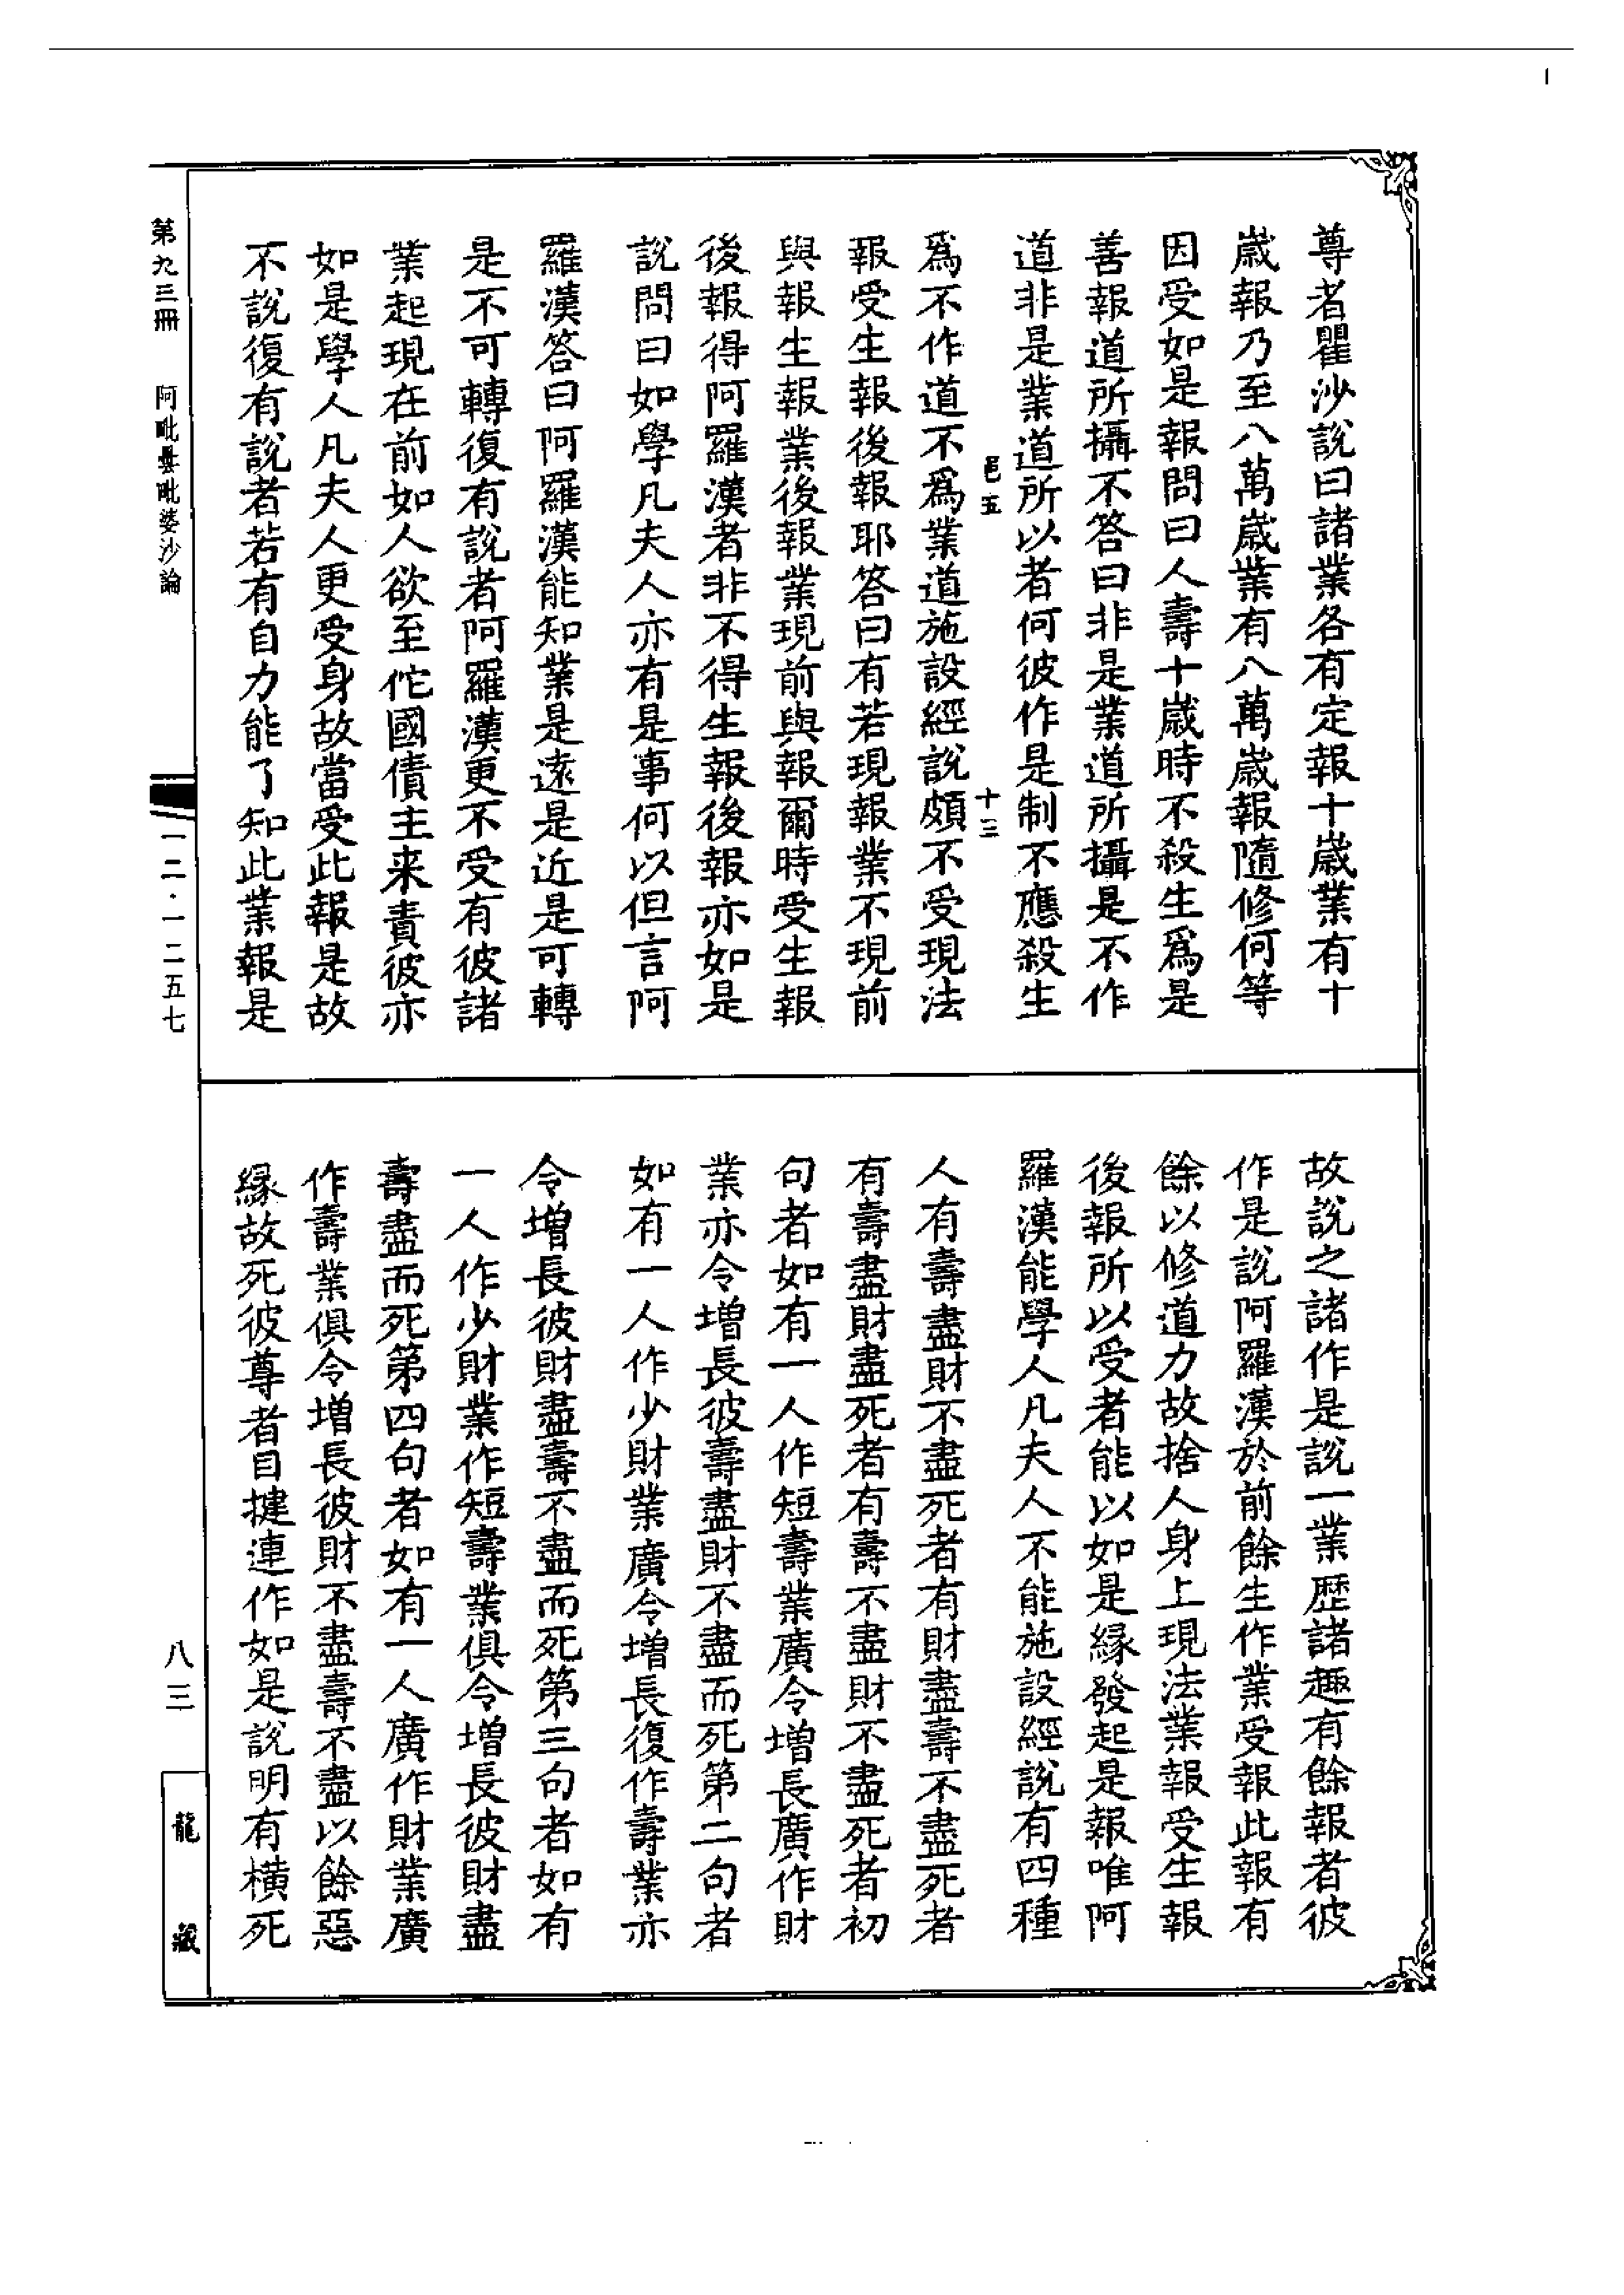 尊者瞿沙說曰諸業各有定報十歲業有十
歲報乃至八萬歲業有八萬歲報隨修何等
因受如是報問曰人壽十歲時不殺生爲是
善報道所攝不答曰非是業道所攝是不作
道非是業道所以者何彼作是制不應殺生
邑五 十三
爲不作道不爲業道施設經說頗不受現法
報受生報後報耶答曰有若現報業不現前
與報生報業後報業現前與報爾時受生報
後報得阿羅漢者非不得生報後報亦如是
說問曰如學凡夫人亦有是事何以但言阿
羅漢答曰阿羅漢能知業是遠是近是可轉
是不可轉復有說者阿羅漢更不受有彼諸
業起現在前如人欲至佗國債主来責彼亦
如是學人凡夫人更受身故當受此報是故
不說復有說者若有自力能了知此業報是
故說之諸作是說一業歷諸趣有餘報者彼
作是說阿羅漢於前餘生作業受報此報有
餘以修道力故捨人身上現法業報受生報
後報所以受者能以如是緣發起是報唯阿
羅漢能學人凡夫人不能施設經說有四種
人有壽盡財不盡死者有財盡壽不盡死者
有壽盡財盡死者有壽不盡財不盡死者初
句者如有一人作短壽業廣令增長廣作財
業亦令增長彼壽盡財不盡而死第二句者
如有一人作少財業廣令增長復作壽業亦
令增長彼財盡壽不盡而死第三句者如有
一人作少財業作短壽業俱令增長彼財盡
壽盡而死第四句者如有一人廣作財業廣
作壽業俱令增長彼財不盡壽不盡以餘惡
緣故死彼尊者目揵連作如是說明有橫死
第九三冊 阿毗曇毗婆沙論
一二·一二五七
八三
龍藏